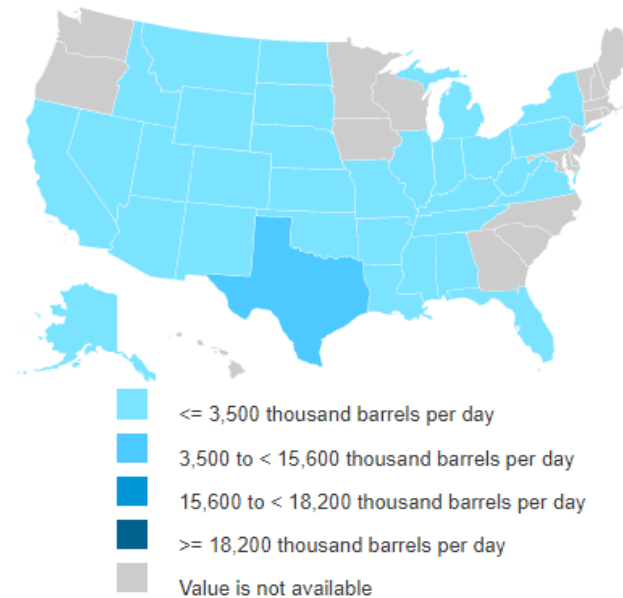 <= 3,500 thousand barrels per day
3,500 to < 15,600 thousand barrels per day
15,600 to < 18,200 thousand barrels per day
>= 18,200 thousand barrels per day
Value is not available